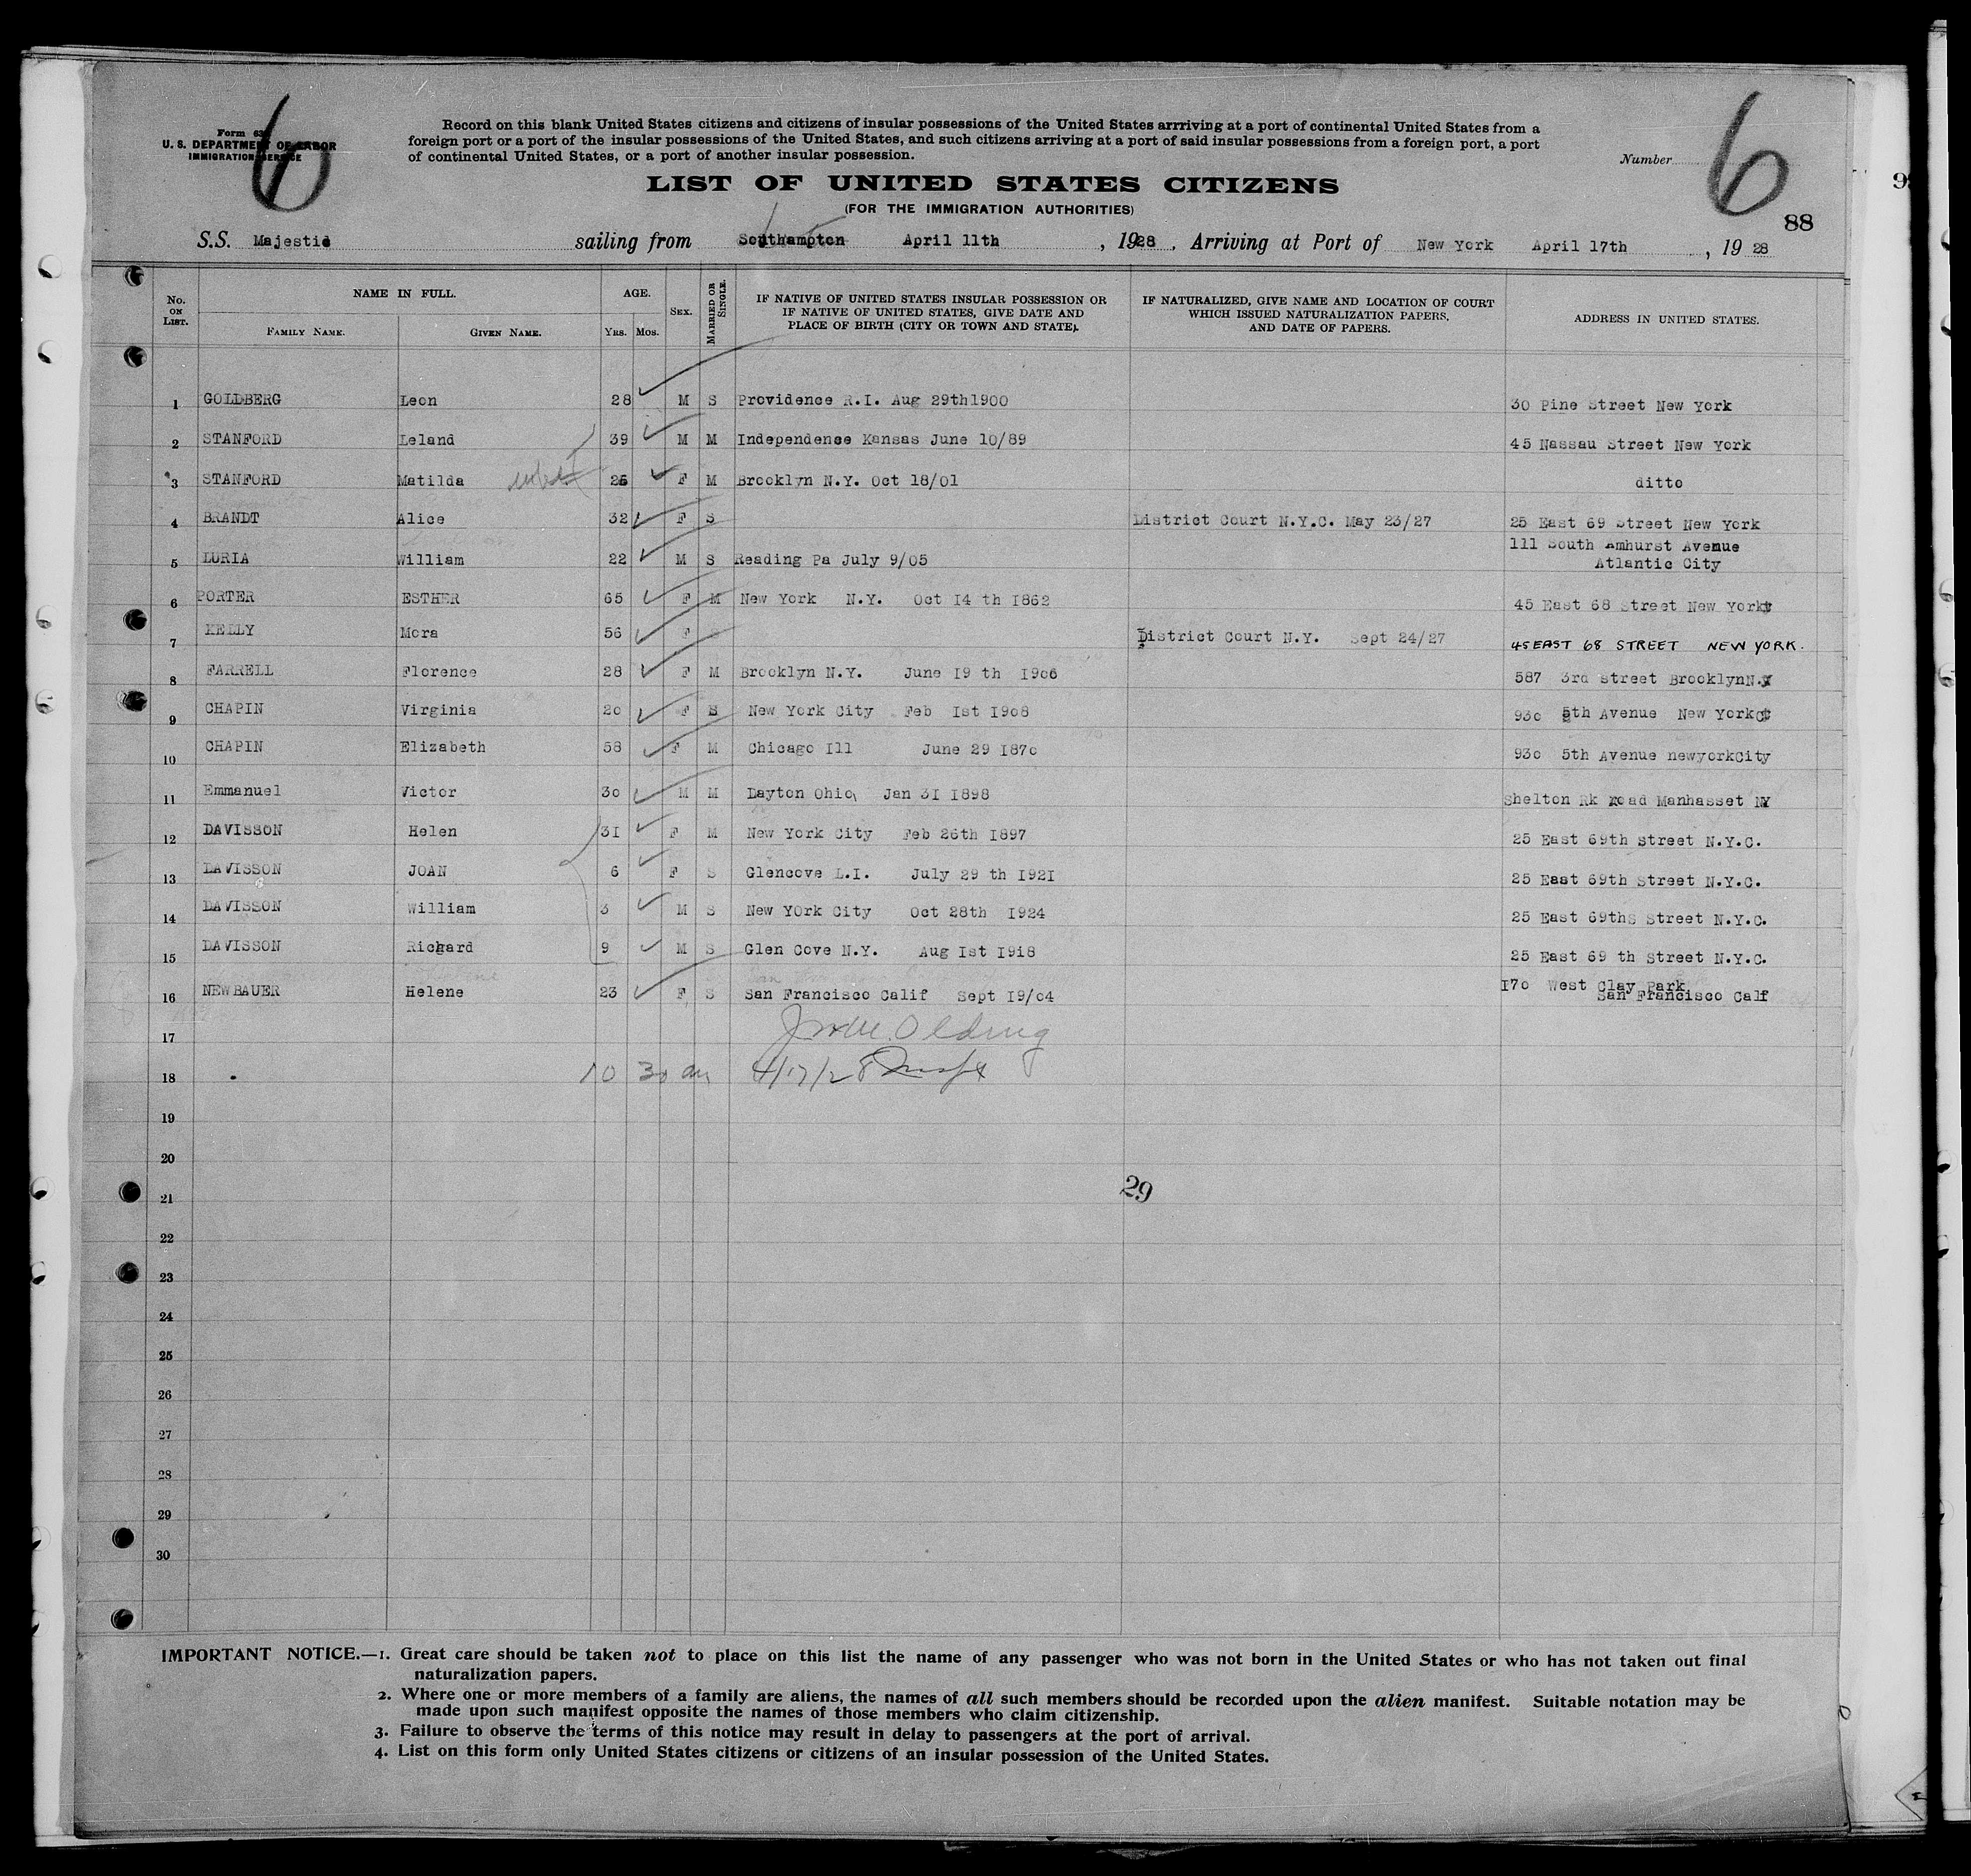 Form 63
U. S. DEPARTMENT OF LABOR
IMMIGRATION SERVICE
6
Record on this blank United States citizens and citizens of insular possessions of the United States arrriving at a port of continental United States from a
foreign port or a port of the insular possessions of the United States, and such citizens arriving at a port of said insular possessions from a foreign port, a port
of continental United States, or a port of another insular possession.
Number
6
88
LIST OF UNITED STATES CITIZENS
(FOR THE IMMIGRATION AUTHORITIES)
S.S. Majestic sailing from Southampton April 11th, 1928, Arriving at Port of New York April 17th, 1928
No. ON LIST. NAME IN FULL. FAMILY NAME. GIVEN NAME. AGE. YRS. MOS. SEX. MARRIED OR SINGLE. IF NATIVE OF UNITED STATES INSULAR POSSESSION OR IF NATIVE OF UNITED STATES, GIVE DATE AND PLACE OF BIRTH (CITY OR TOWN AND STATE). IF NATURALIZED, GIVE NAME AND LOCATION OF COURT WHICH ISSUED NATURALIZATION PAPERS, AND DATE OF PAPERS. ADDRESS IN UNITED STATES.
1 GOLDBERG Leon 28 M S Providence R.I. Aug 29th1900 30 Pine Street New York
2 STANFORD Leland 39 M M Independence Kansas June 10/89 45 Nassau Street New York
3 STANFORD Matilda 26 F M Brooklyn N.Y. Oct 18/01 ditto
4 BRANDT Alice 32 F S District Court N.Y.C. May 23/27 25 East 69 Street New York
5 LURIA William 22 M S Reading Pa July 9/05 111 South Amhurst Avenue Atlantic City
6 PORTER ESTHER 65 F M New York N.Y. Oct 14 th 1862 45 East 68 Street New York
7 KELLY Mora 56 F District Court N.Y. Sept 24/27 45 EAST 68 STREET NEW YORK.
8 FARRELL Florence 28 F M Brooklyn N.Y. June 19 th 1906 587 3rd Street BrooklynN.Y
9 CHAPIN Virginia 20 F S New York City Feb 1st 1908 930 5th Avenue New York
10 CHAPIN Elizabeth 58 F M Chicago Ill June 29 1870 930 5th Avenue newyorkCity
11 Emmanuel Victor 30 M M Dayton Ohio, Jan 31 1898 Shelton Rk Road Manhasset NY
12 DAVISSON Helen 31 F M New York City Feb 26th 1897 25 East 69th Street N.Y.C.
13 DAVISSON JOAN 6 F S Glencove L.I. July 29 th 1921 25 East 69th Street N.Y.C.
14 DAVISSON William 3 M S New YOrk City Oct 28th 1924 25 East 69thS Street N.Y.C.
15 DAVISSON Richard 9 M S Glen Cove N.Y. Aug 1st 1918 25 East 69 th Street N.Y.C.
16 NEWBAUER Helene 23 F S San Francisco Calif Sept 19/04 170 West Clay Park San Francisco Calf
17 Olding
18 10 30 am 4/17/28
19
20
21
29
22
23
24
25
26
27
28
29
30
IMPORTANT NOTICE.—1. Great care should be taken not to place on this list the name of any passenger who was not born in the United States or who has not taken out final
naturalization papers.
2. Where one or more members of a family are aliens, the names of all such members should be recorded upon the alien manifest. Suitable notation may be
made upon such manifest opposite the names of those members who claim citizenship.
3. Failure to observe the terms of this notice may result in delay to passengers at the port of arrival.
4. List on this form only United States citizens or citizens of an insular possession of the United States.